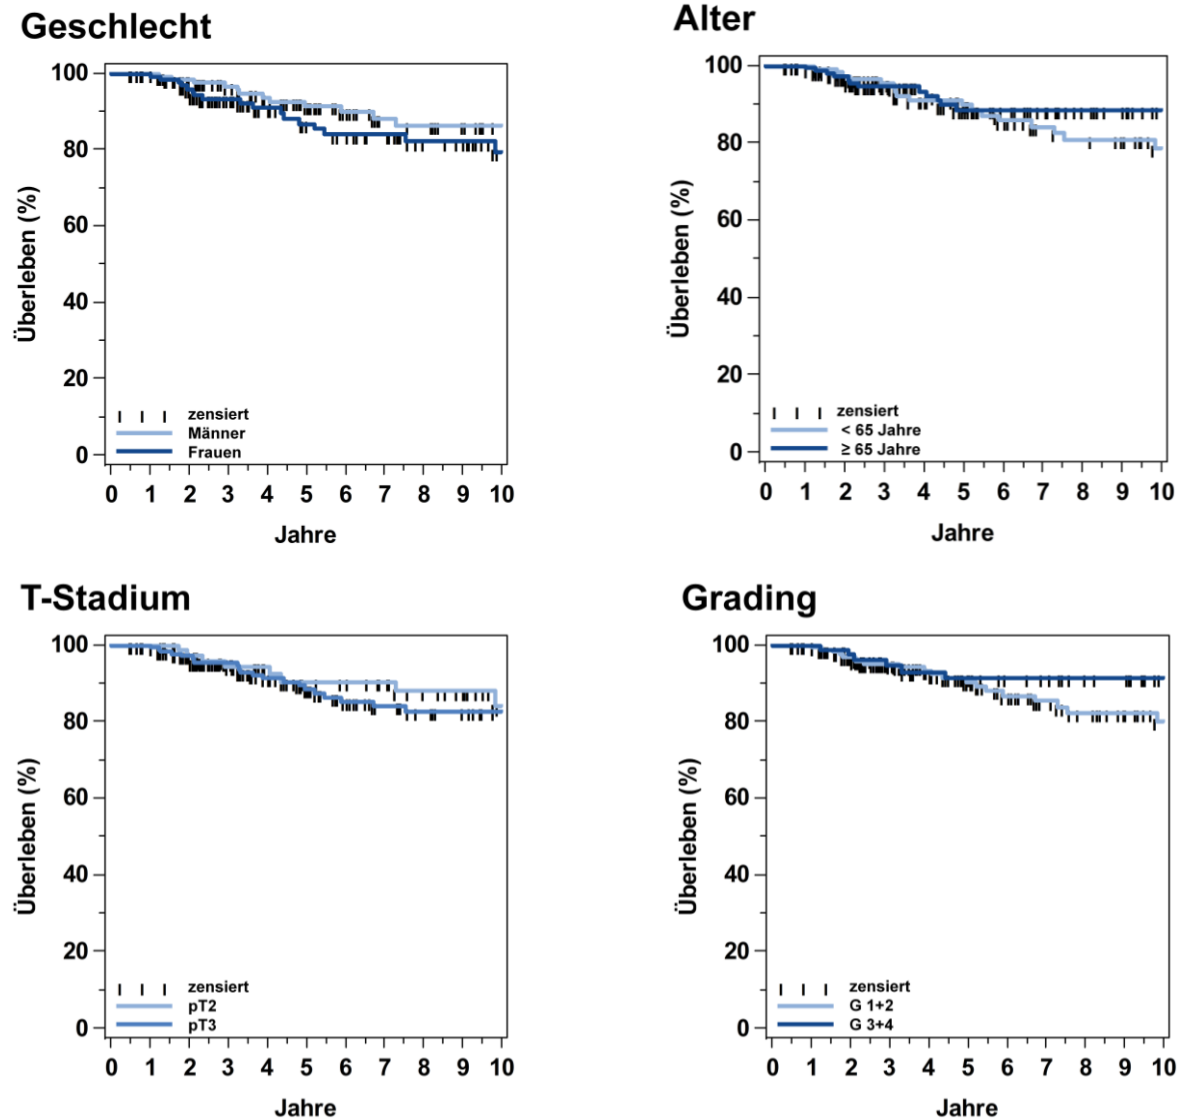 Geschlecht
100
80
60
40
20
0
Überleben (%)
zensiert
Männer
Frauen
0 1 2 3 4 5 6 7 8 9 10
Jahre
Alter
100
80
60
40
20
0
Überleben (%)
zensiert
< 65 Jahre
≥ 65 Jahre
0 1 2 3 4 5 6 7 8 9 10
Jahre
T-Stadium
100
80
60
40
20
0
Überleben (%)
zensiert
pT2
pT3
0 1 2 3 4 5 6 7 8 9 10
Jahre
Grading
100
80
60
40
20
0
Überleben (%)
zensiert
G 1+2
G 3+4
0 1 2 3 4 5 6 7 8 9 10
Jahre